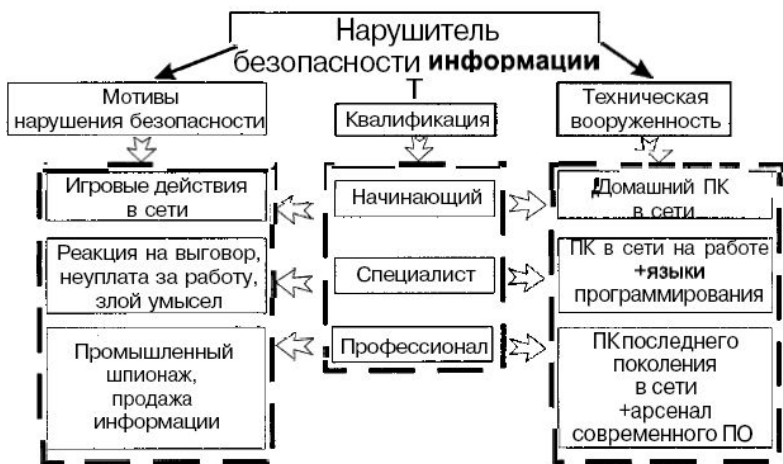 Нарушитель
безопасности информации
Мотивы
нарушения безопасности
Квалификация
Техническая
вооруженность
Игровые действия
в сети
Начинающий
Домашний ПК
в сети
Реакция на выговор,
неуплата за работу,
злой умысел
Специалист
ПК в сети на работе
+языки
программирования
Промышленный
шпионаж,
продажа
информации
Профессионал
ПК последнего
поколения
в сети
+арсенал
современного ПО